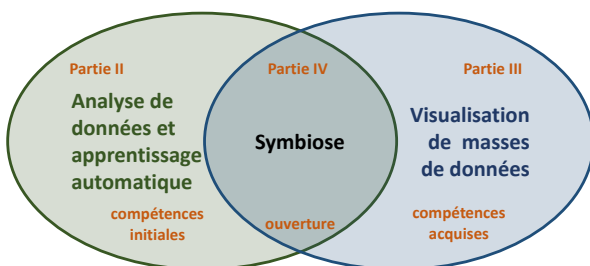 Partie II
Analyse de
données et
apprentissage
automatique
compétences
initiales
Partie IV
Symbiose
ouverture
Partie III
Visualisation
de masses
de données
compétences
acquises